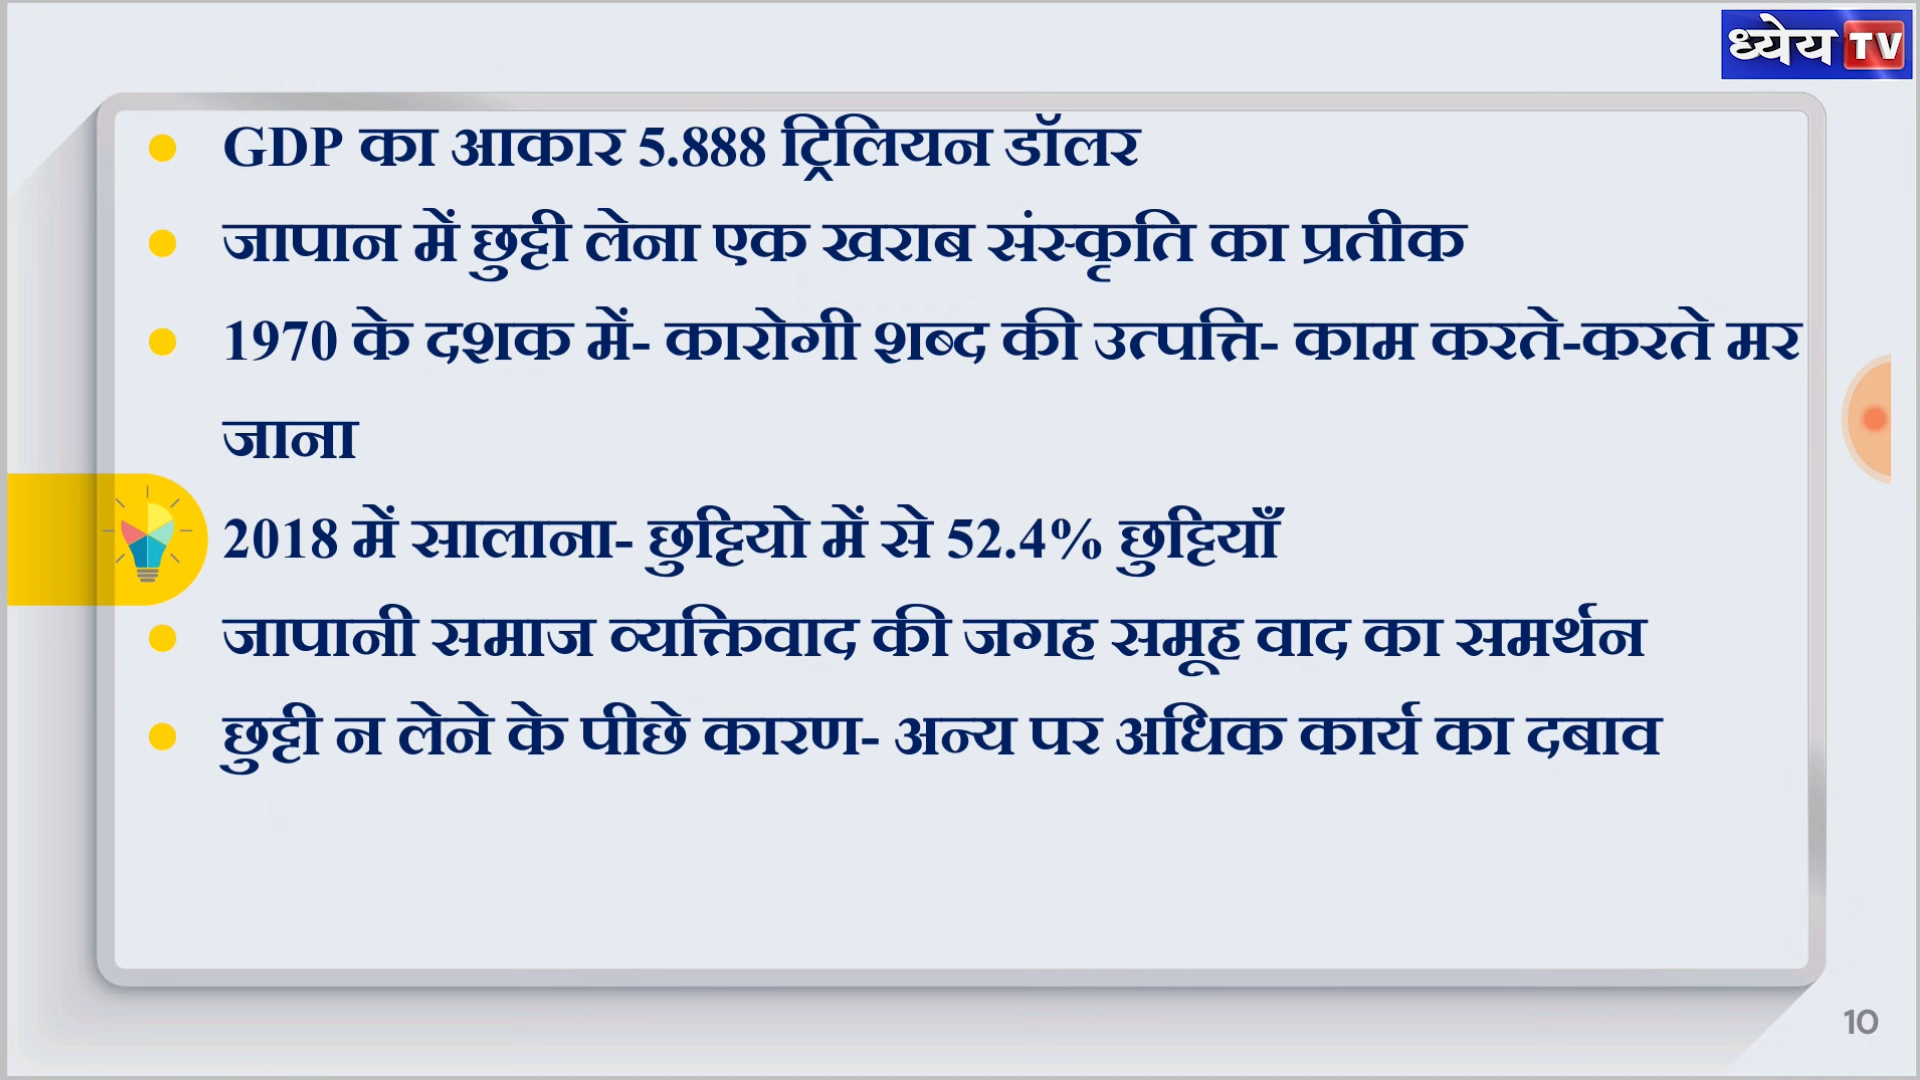 ध्येय TV
GDP का आकार 5.888 ट्रिलियन डॉलर
जापान में छुट्टी लेना एक खराब संस्कृति का प्रतीक
1970 के दशक में- कारोगी शब्द की उत्पत्ति- काम करते-करते मर
जाना
2018 में सालाना- छुट्टियो में से 52.4% छुट्टियाँ
जापानी समाज व्यक्तिवाद की जगह समूह वाद का समर्थन
छुट्टी न लेने के पीछे कारण- अन्य पर अधिक कार्य का दबाव
10